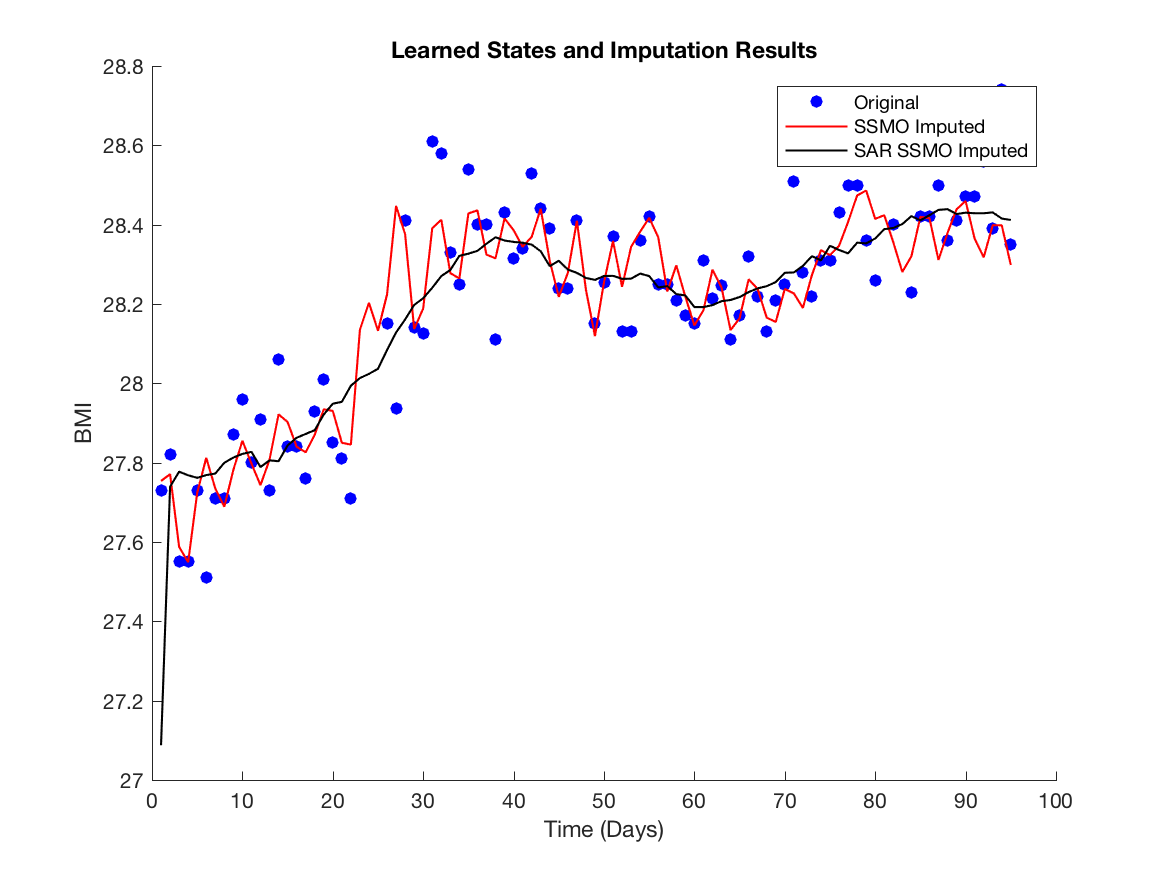 Learned States and Imputation Results
Original
SSMO Imputed
SAR SSMO Imputed
BMI
28.8
28.6
28.4
28.2
28
27.8
27.6
27.4
27.2
27
0 10 20 30 40 50 60 70 80 90 100
Time (Days)